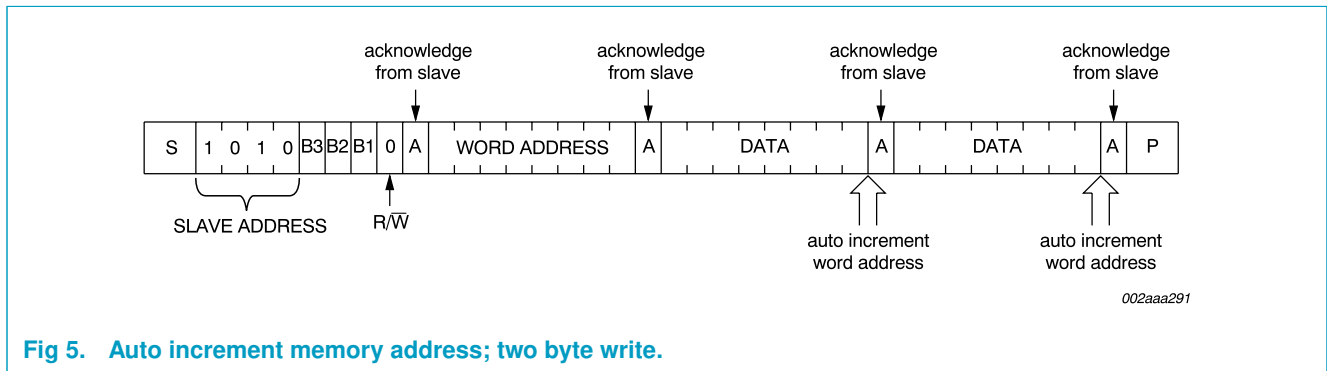 acknowledge from slave
acknowledge from slave
acknowledge from slave
acknowledge from slave
S 1 0 1 0 B3 B2 B1 0 A WORD ADDRESS A DATA A DATA A P
SLAVE ADDRESS
R/W̅
auto increment word address
auto increment word address
002aaa291
Fig 5. Auto increment memory address; two byte write.